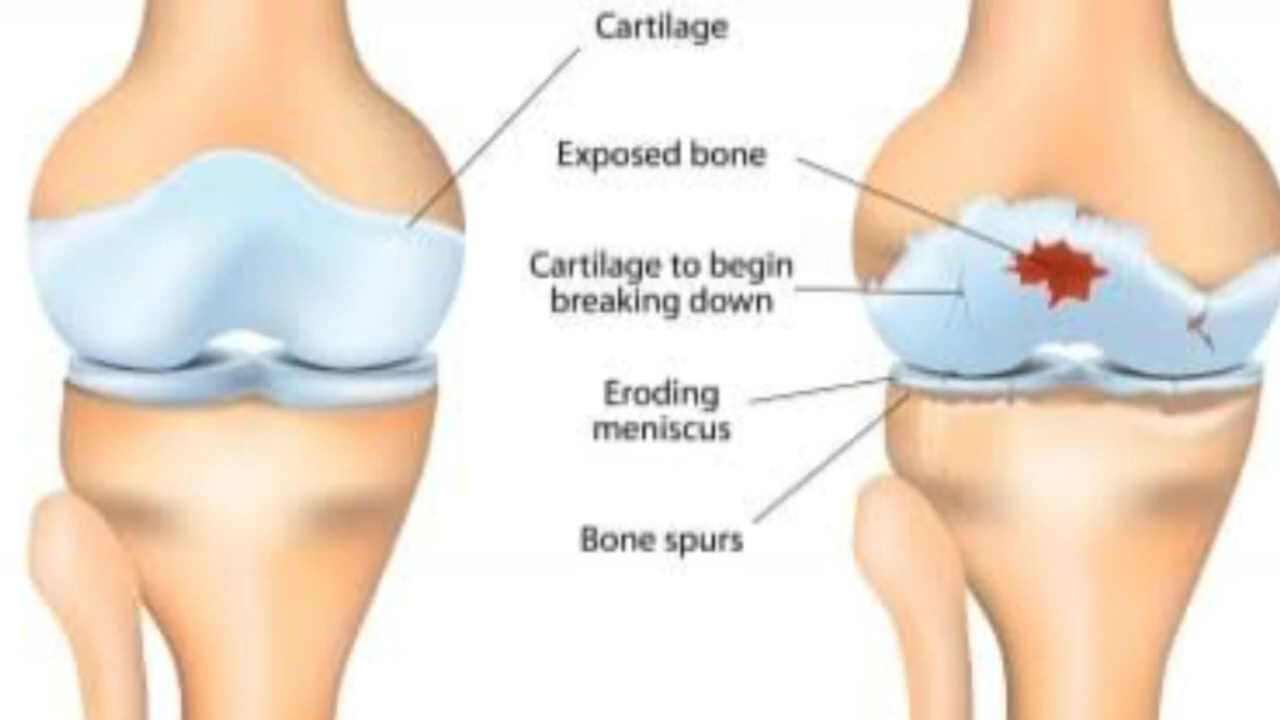 Cartilage
Exposed bone
Cartilage to begin
breaking down
Eroding
meniscus
Bone spurs